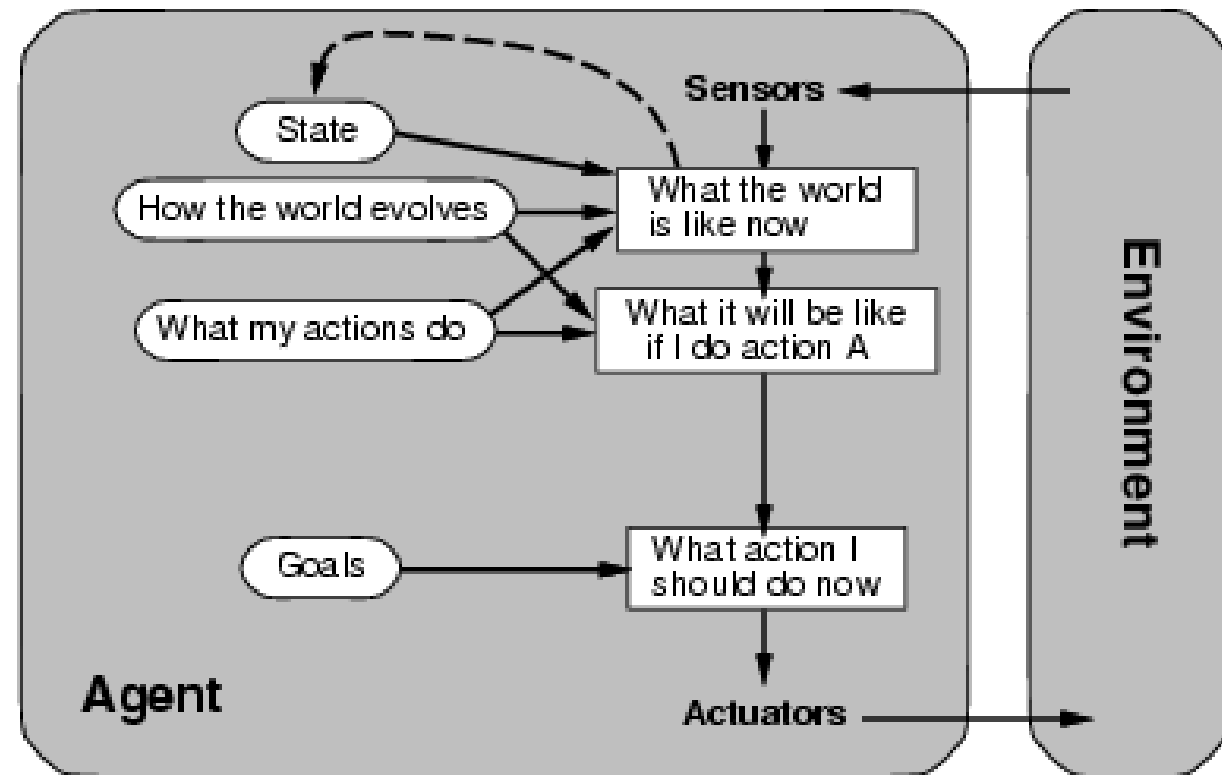 Sensors
State
What the world
is like now
How the world evolves
What it will be like
if I do action A
What my actions do
Environment
What action I
should do now
Goals
Agent
Actuators